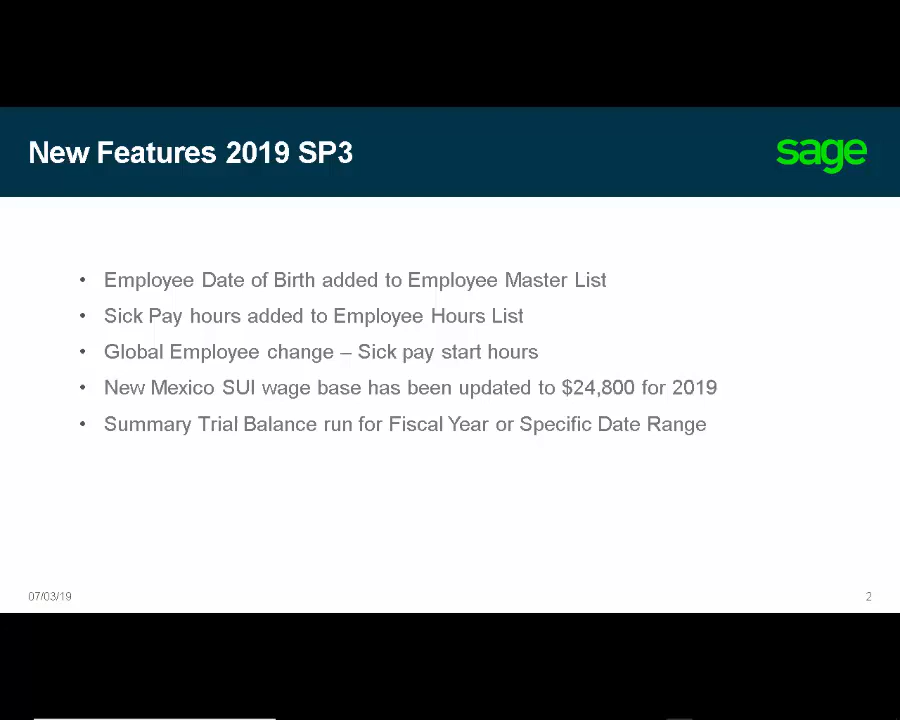 New Features 2019 SP3
sage
• Employee Date of Birth added to Employee Master List
• Sick Pay hours added to Employee Hours List
• Global Employee change – Sick pay start hours
• New Mexico SUI wage base has been updated to $24,800 for 2019
• Summary Trial Balance run for Fiscal Year or Specific Date Range
07/03/19
2